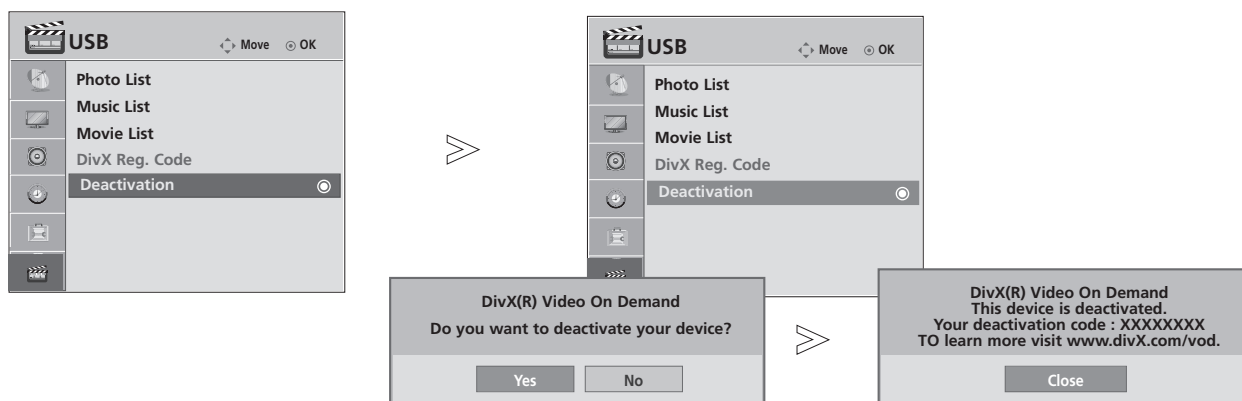 USB Move OK
Photo List
Music List
Movie List
DivX Reg. Code
Deactivation
USB Move OK
Photo List
Music List
Movie List
DivX Reg. Code
Deactivation
DivX(R) Video On Demand
Do you want to deactivate your device?
Yes No
DivX(R) Video On Demand
This device is deactivated.
Your deactivation code : XXXXXXXX
TO learn more visit www.divX.com/vod.
Close